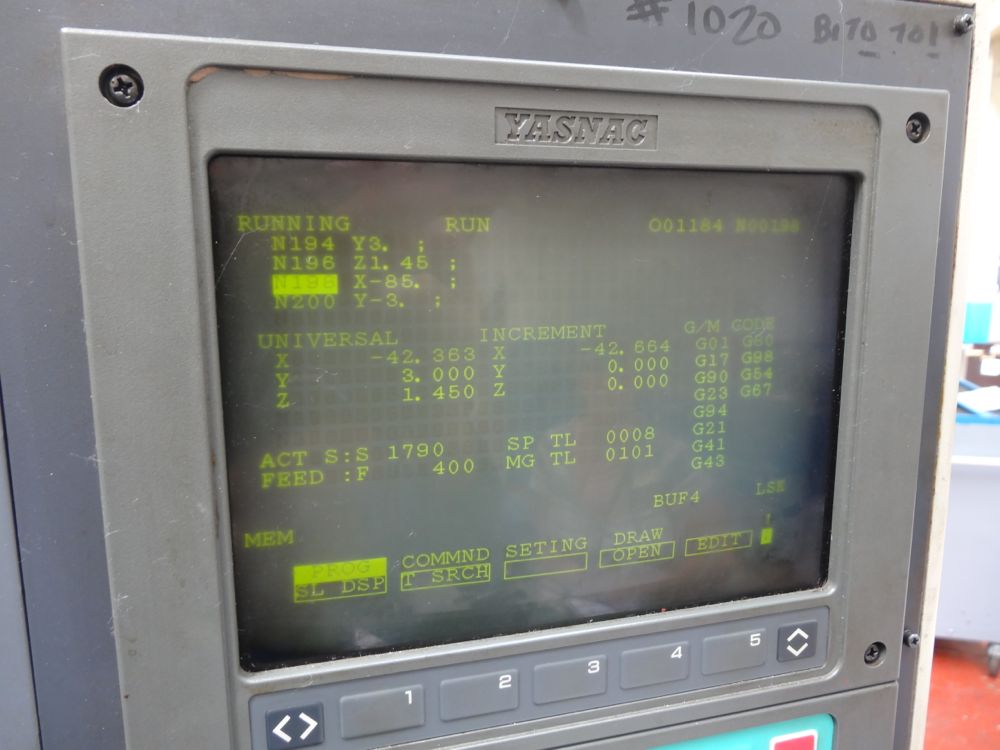 #1020 BIT0 TO1
YASNAC
RUNNING RUN O01184 N00198
N194 Y3. ;
N196 Z1.45 ;
N198 X-85. ;
N200 Y-3. ;
UNIVERSAL INCREMENT G/M CODE
X -42.363 X -42.664 G01 G80
Y 3.000 Y 0.000 G17 G98
Z 1.450 Z 0.000 G90 G54
G23 G67
G94
G21
ACT S:S 1790 SP TL 0008 G41
FEED :F 400 MG TL 0101 G43
BUF4 LSK
MEM
PROG COMMND SETING DRAW EDIT
SL DSP T SRCH OPEN
1 2 3 4 5